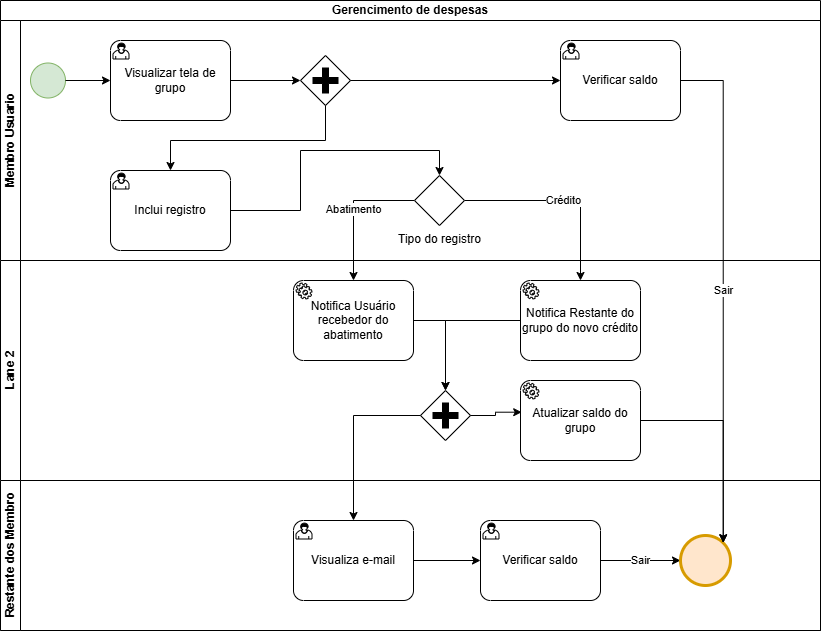 Gerencimento de despesas
Membro Usuario
Visualizar tela de
grupo
Verificar saldo
Inclui registro
Abatimento
Crédito
Tipo do registro
Lane 2
Notifica Usuário
recebedor do
abatimento
Notifica Restante do
grupo do novo crédito
Sair
Atualizar saldo do
grupo
Restante dos Membro
Visualiza e-mail
Verificar saldo
Sair